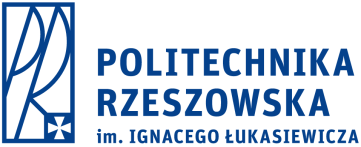 POLITECHNIKA
RZESZOWSKA
im. IGNACEGO ŁUKASIEWICZA